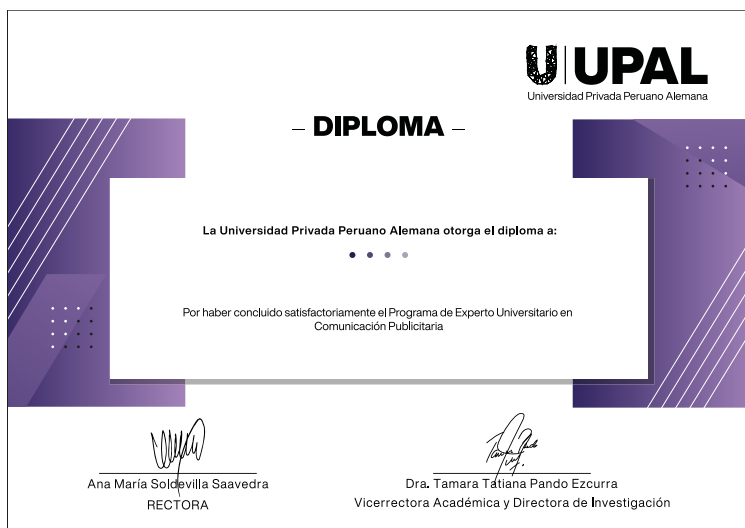 UPAL
Universidad Privada Peruano Alemana
– DIPLOMA –
La Universidad Privada Peruano Alemana otorga el diploma a:
Por haber concluido satisfactoriamente el Programa de Experto Universitario en
Comunicación Publicitaria
Ana María Soldevilla Saavedra
RECTORA
Dra. Tamara Tatiana Pando Ezcurra
Vicerrectora Académica y Directora de Investigación